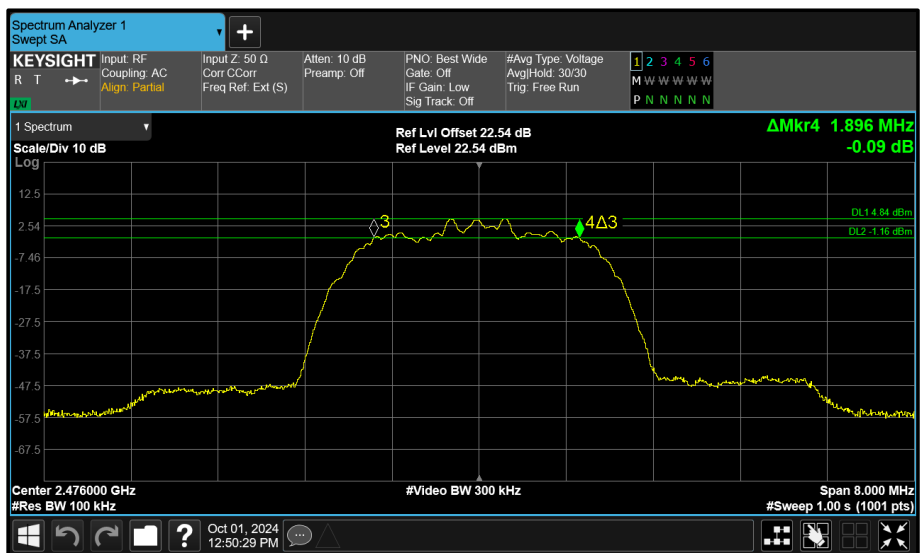 Spectrum Analyzer 1
Swept SA
+
KEYSIGHT
R T
LXI
Input: RF
Coupling: AC
Align: Partial
Input Z: 50 Ω
Corr CCorr
Freq Ref: Ext (S)
Atten: 10 dB
Preamp: Off
PNO: Best Wide
Gate: Off
IF Gain: Low
Sig Track: Off
#Avg Type: Voltage
Avg|Hold: 30/30
Trig: Free Run
1 2 3 4 5 6
M W W W W W
P N N N N N
1 Spectrum
Scale/Div 10 dB
Log
Ref Lvl Offset 22.54 dB
Ref Level 22.54 dBm
ΔMkr4 1.896 MHz
-0.09 dB
12.5
2.54
-7.46
-17.5
-27.5
-37.5
-47.5
-57.5
-67.5
3
4Δ3
DL1 4.84 dBm
DL2 -1.16 dBm
Center 2.476000 GHz
#Res BW 100 kHz
#Video BW 300 kHz
Span 8.000 MHz
#Sweep 1.00 s (1001 pts)
?
Oct 01, 2024
12:50:29 PM